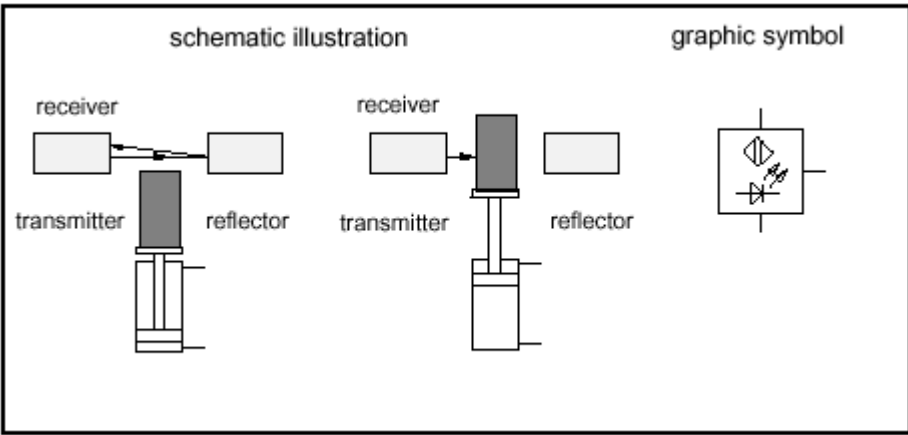 schematic illustration
graphic symbol
receiver
receiver
transmitter
reflector
transmitter
reflector